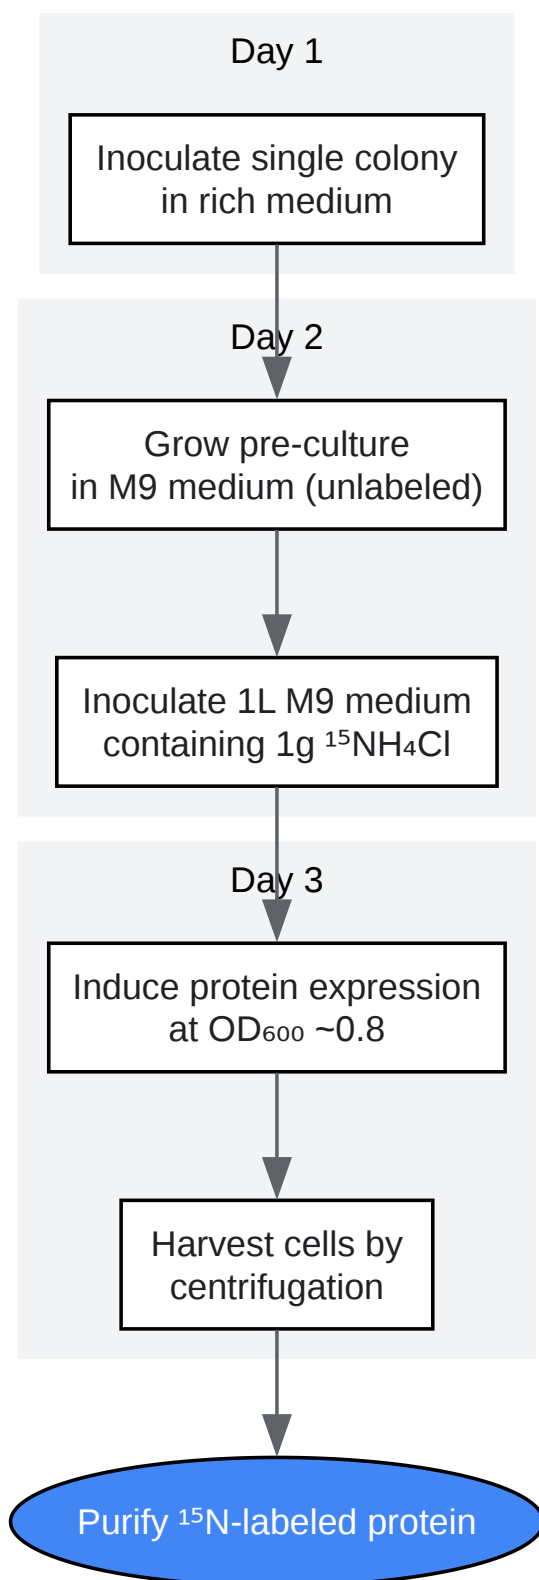 Day 1
Inoculate single colony
in rich medium
Day 2
Grow pre-culture
in M9 medium (unlabeled)
Inoculate 1L M9 medium
containing 1g ¹⁵NH₄Cl
Day 3
Induce protein expression
at OD₆₀₀ ~0.8
Harvest cells by
centrifugation
Purify ¹⁵N-labeled protein